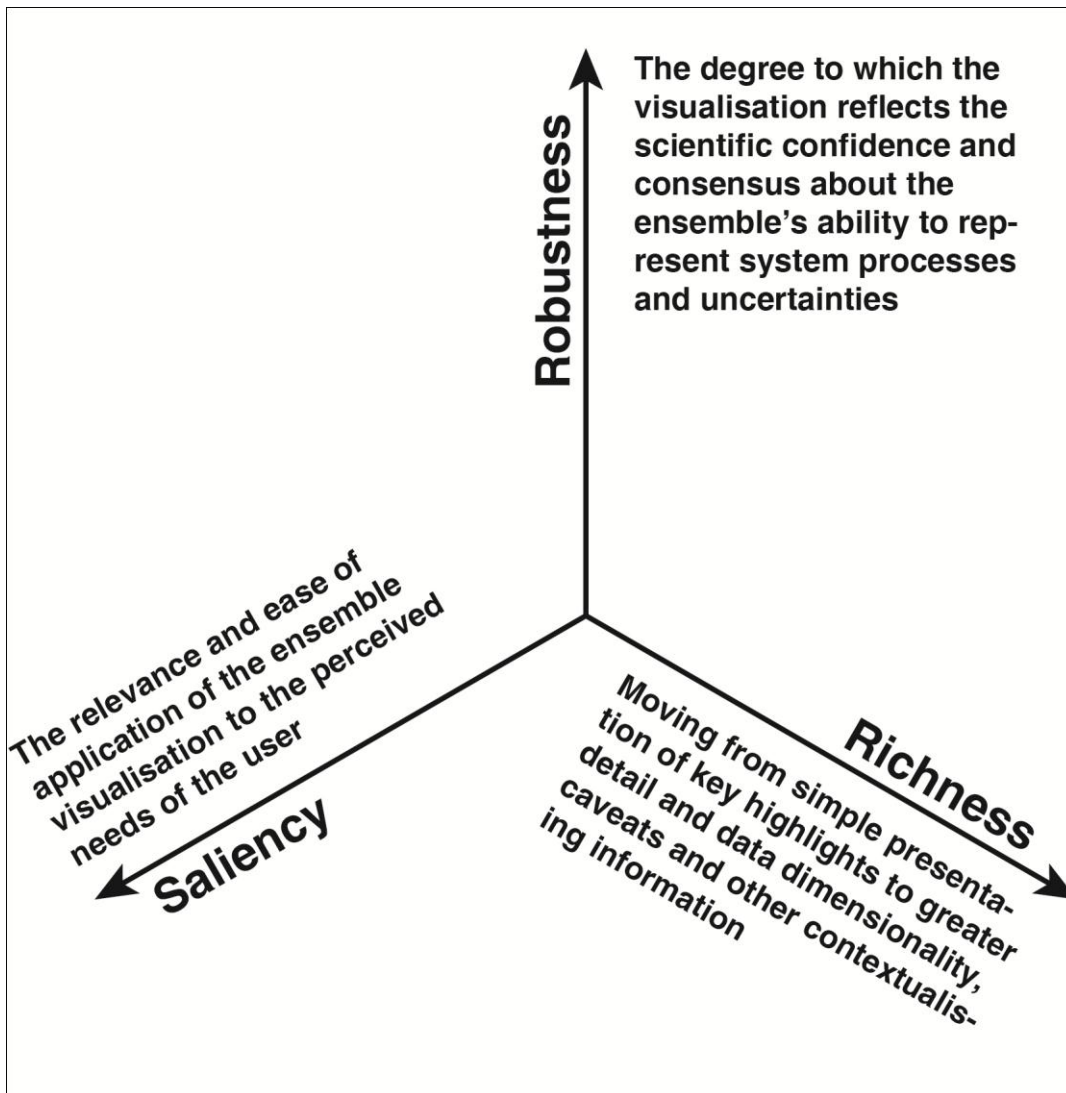 Robustness
The degree to which the
visualisation reflects the
scientific confidence and
consensus about the
ensemble's ability to rep-
resent system processes
and uncertainties
The relevance and ease of
application of the ensemble
visualisation to the perceived
needs of the user
Saliency
Richness
Moving from simple presenta-
tion of key highlights to greater
detail and data dimensionality,
caveats and other contextualis-
ing information